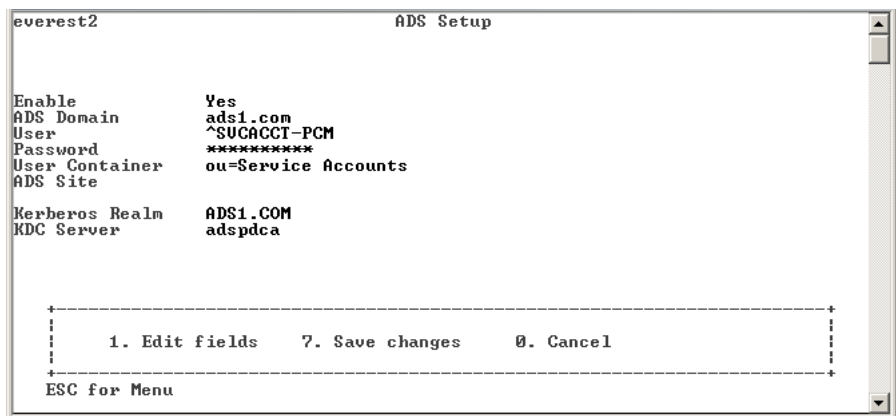 everest2 ADS Setup
Enable Yes
ADS Domain ads1.com
User ^SVCACCT-PCM
Password **********
User Container ou=Service Accounts
ADS Site
Kerberos Realm ADS1.COM
KDC Server adspdca
1. Edit fields 7. Save changes 0. Cancel
ESC for Menu